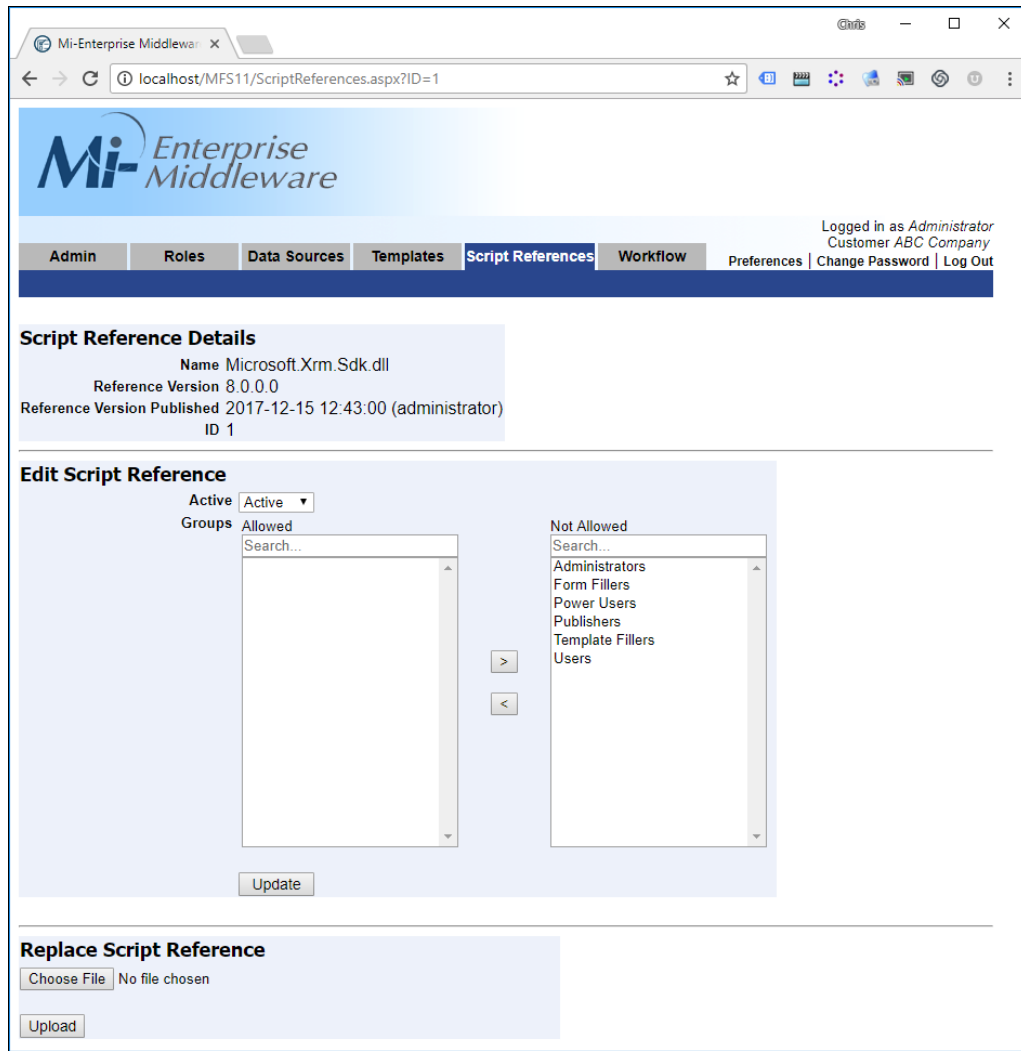 Chris
Mi-Enterprise Middlewar
localhost/MFS11/ScriptReferences.aspx?ID=1
Mi- Enterprise
Middleware
Logged in as Administrator
Customer ABC Company
Admin Roles Data Sources Templates Script References Workflow Preferences | Change Password | Log Out
Script Reference Details
Name Microsoft.Xrm.Sdk.dll
Reference Version 8.0.0.0
Reference Version Published 2017-12-15 12:43:00 (administrator)
ID 1
Edit Script Reference
Active Active
Groups Allowed Not Allowed
Search... Search...
Administrators
Form Fillers
Power Users
Publishers
Template Fillers
Users
>
<
Update
Replace Script Reference
Choose File No file chosen
Upload